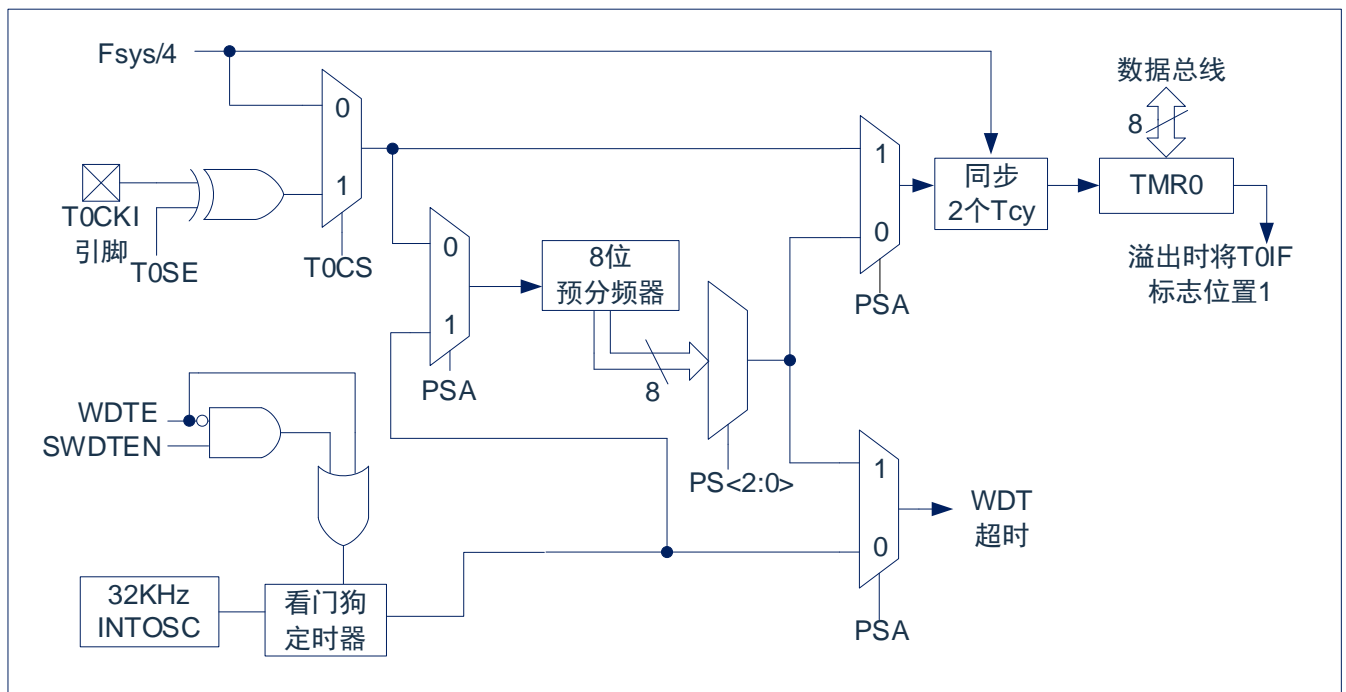 Fsys/4
0
1
T0CKI
引脚
T0SE
T0CS
0
1
PSA
8位
预分频器
8
PS<2:0>
1
0
PSA
同步
2个Tcy
数据总线
8
TMR0
溢出时将T0IF
标志位置1
WDTE
SWDTEN
32KHz
INTOSC
看门狗
定时器
1
0
PSA
WDT
超时